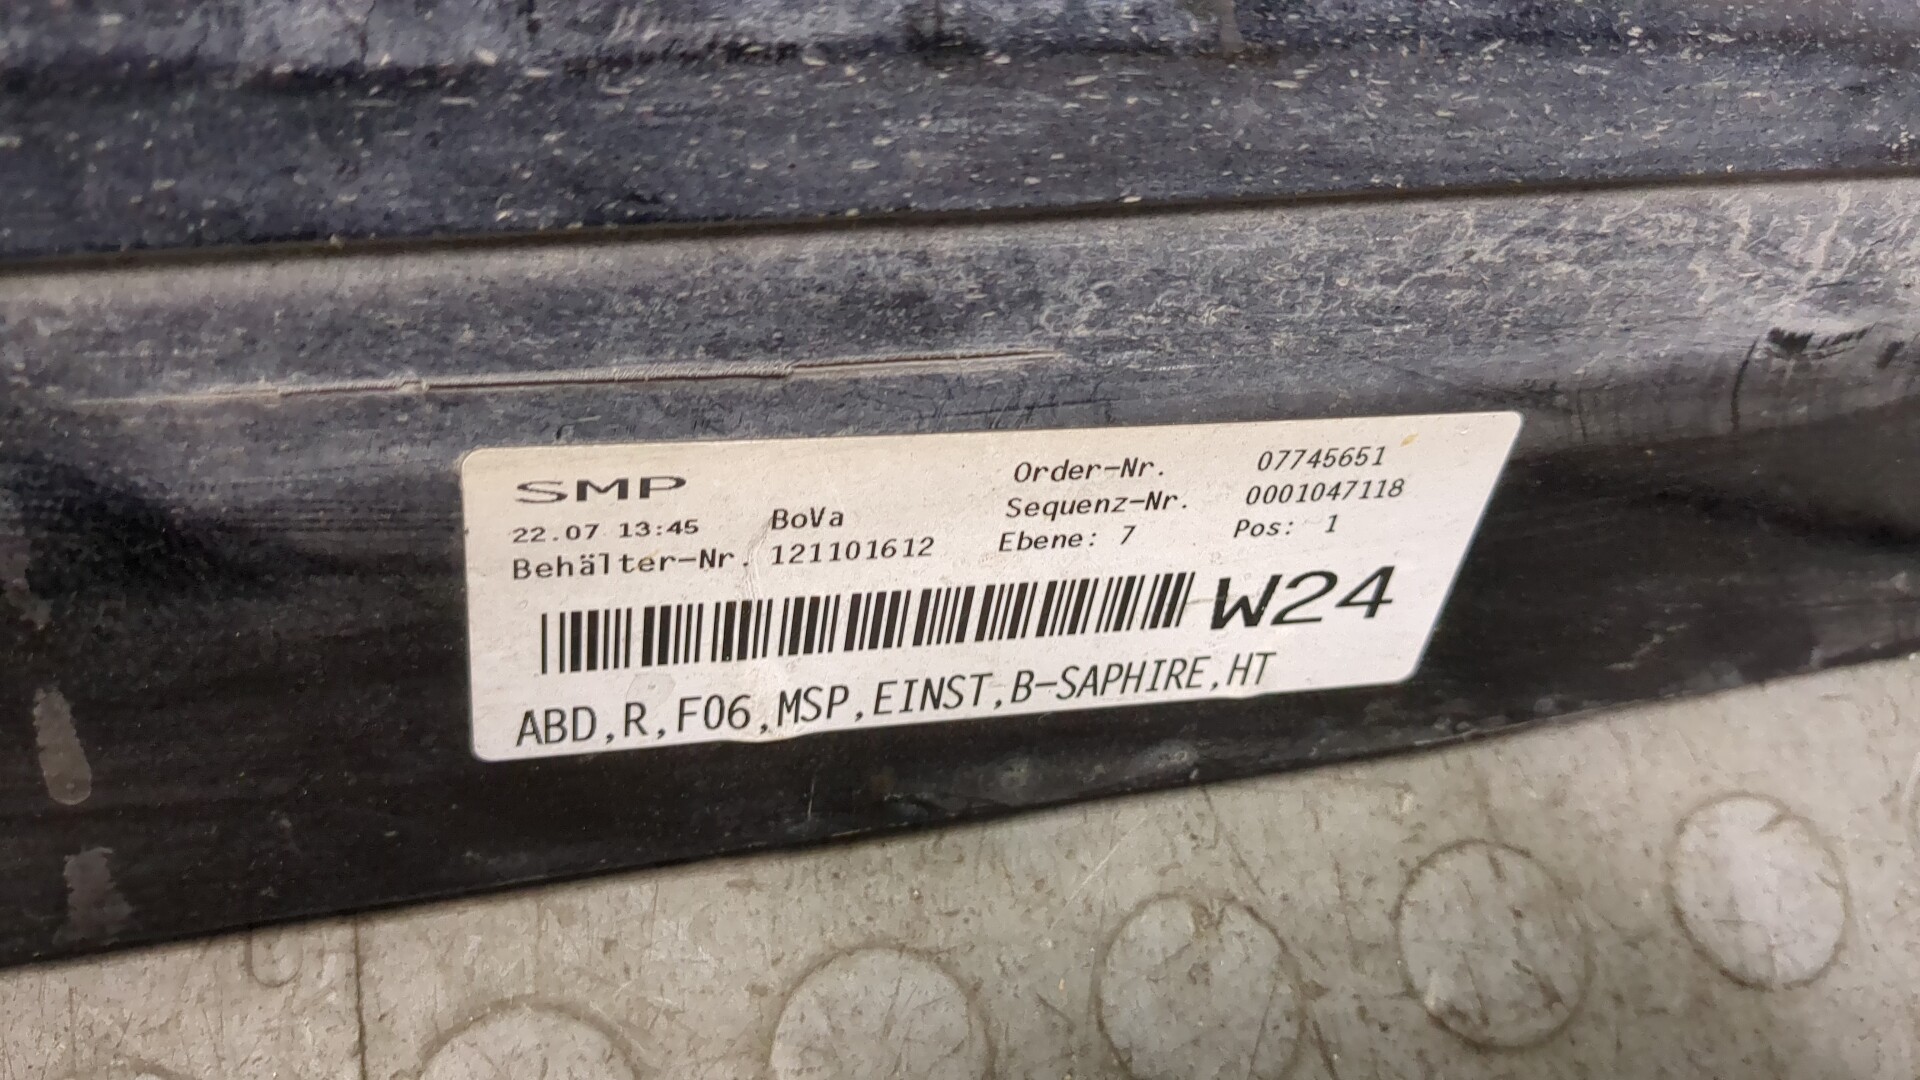 SMP
22.07 13:45 BoVa
Behälter-Nr. 121101612
Order-Nr. 07745651
Sequenz-Nr. 0001047118
Ebene: 7 Pos: 1
W24
ABD,R,F06,MSP,EINST,B-SAPHIRE,HT